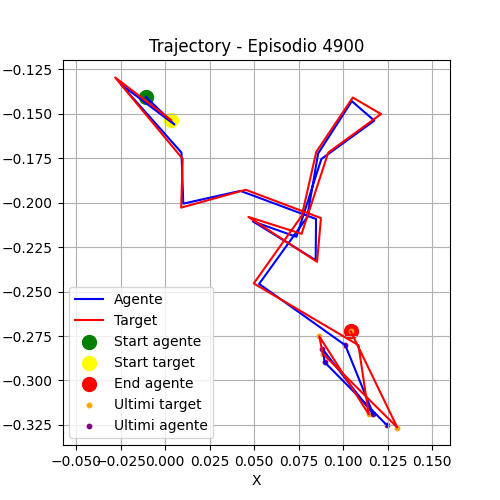 Trajectory - Episodio 4900
−0.125
−0.150
−0.175
−0.200
−0.225
−0.250
−0.275
−0.300
−0.325
Agente
Target
Start agente
Start target
End agente
Ultimi target
Ultimi agente
−0.050 −0.025 0.000 0.025 0.050 0.075 0.100 0.125 0.150
X